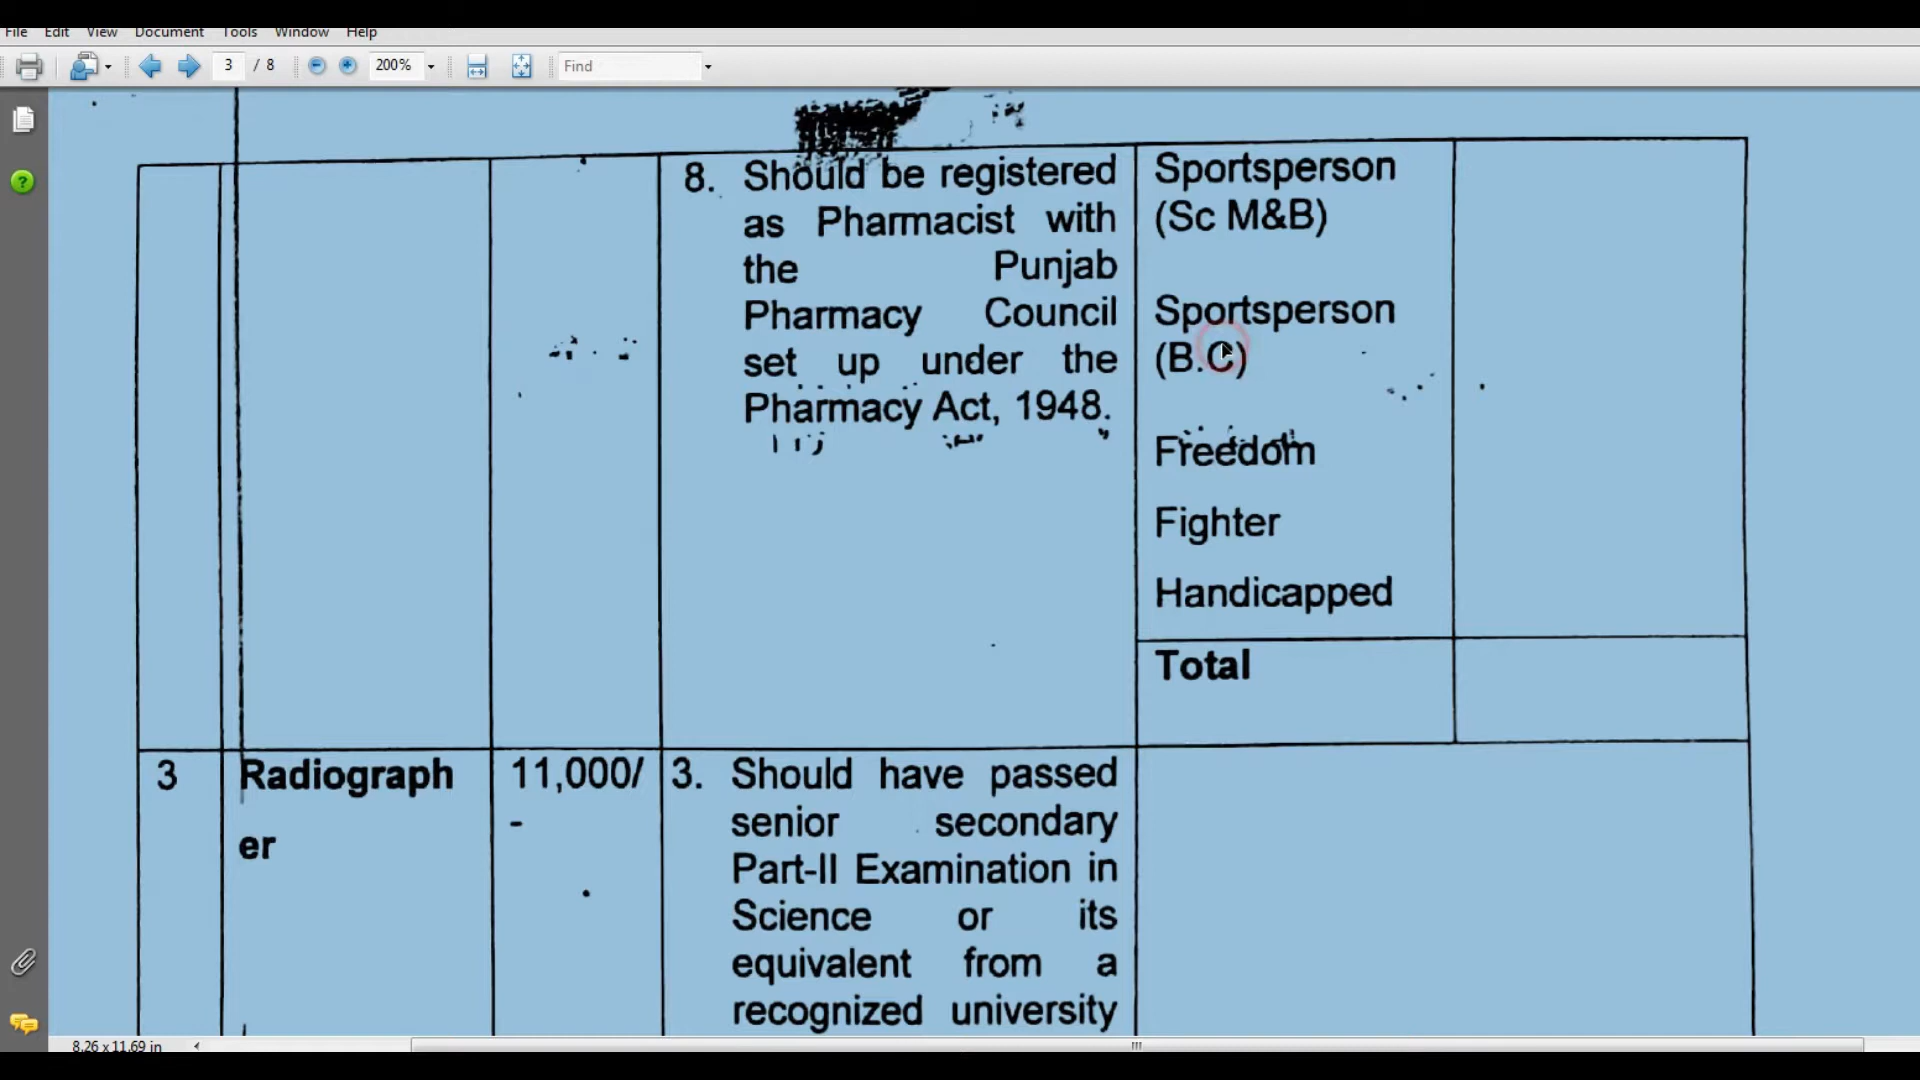 File Edit View Document Tools Window Help
3 / 8 200% Find
8. Should be registered
as Pharmacist with
the Punjab
Pharmacy Council
set up under the
Pharmacy Act, 1948.
Sportsperson
(Sc M&B)
Sportsperson
(B.C)
Freedom
Fighter
Handicapped
Total
3
Radiograph
er
11,000/
-
3. Should have passed
senior secondary
Part-II Examination in
Science or its
equivalent from a
recognized university
8.26 x 11.69 in